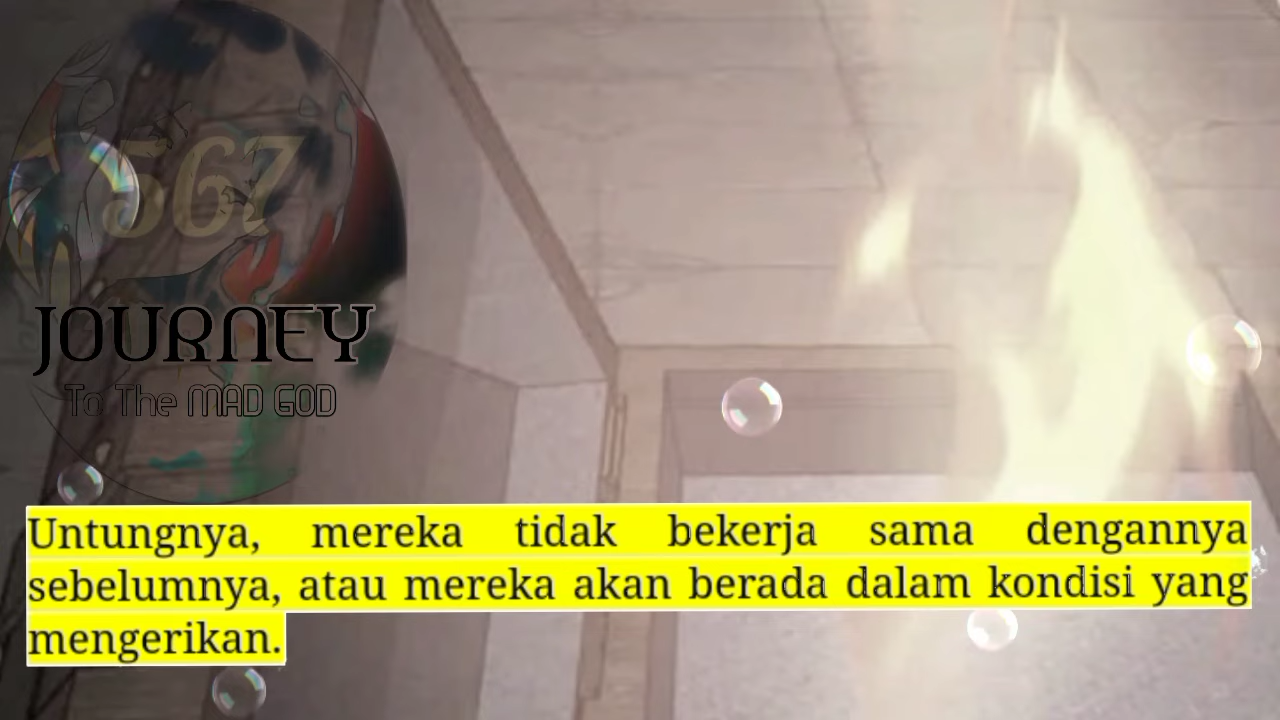 567
JOURNEY
To The MAD GOD
Untungnya, mereka tidak bekerja sama dengannya
sebelumnya, atau mereka akan berada dalam kondisi yang
mengerikan.